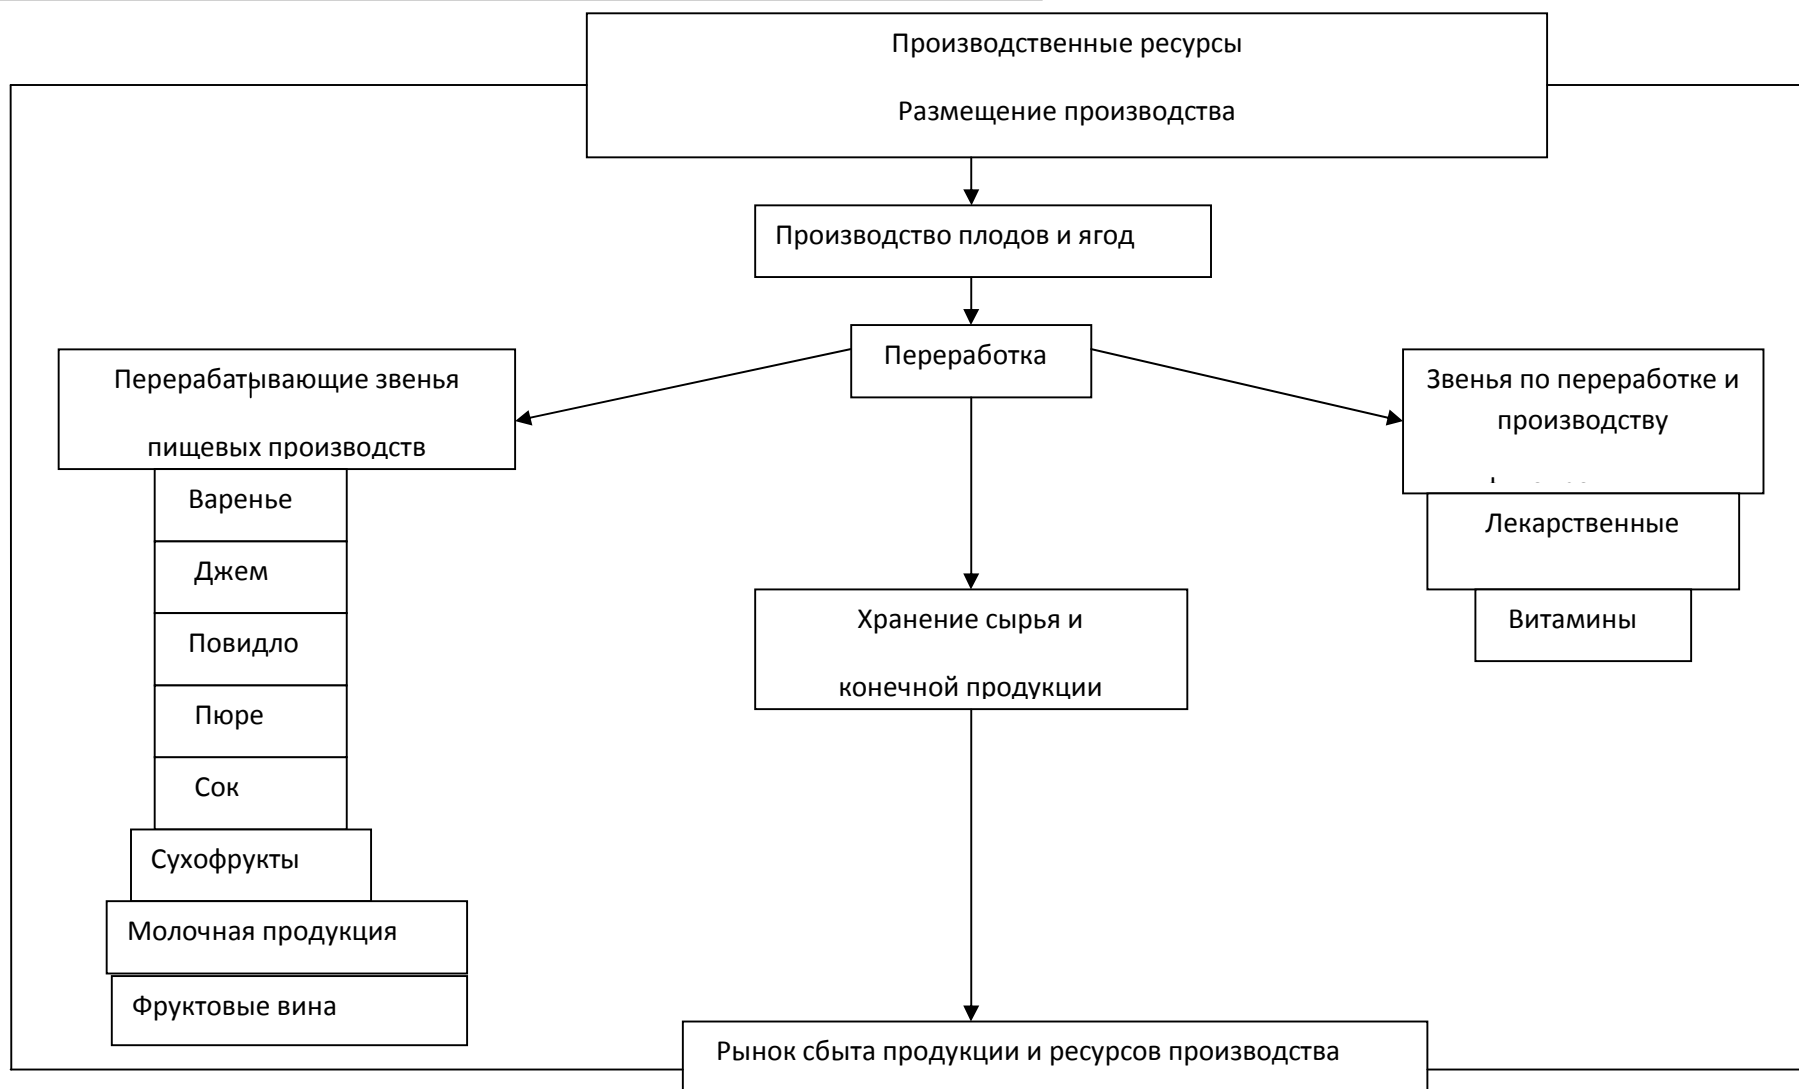 Производственные ресурсы
Размещение производства
Производство плодов и ягод
Переработка
Перерабатывающие звенья
пищевых производств
Звенья по переработке и
производству
Варенье
Джем
Повидло
Пюре
Сок
Сухофрукты
Молочная продукция
Фруктовые вина
Хранение сырья и
конечной продукции
Лекарственные
Витамины
Рынок сбыта продукции и ресурсов производства